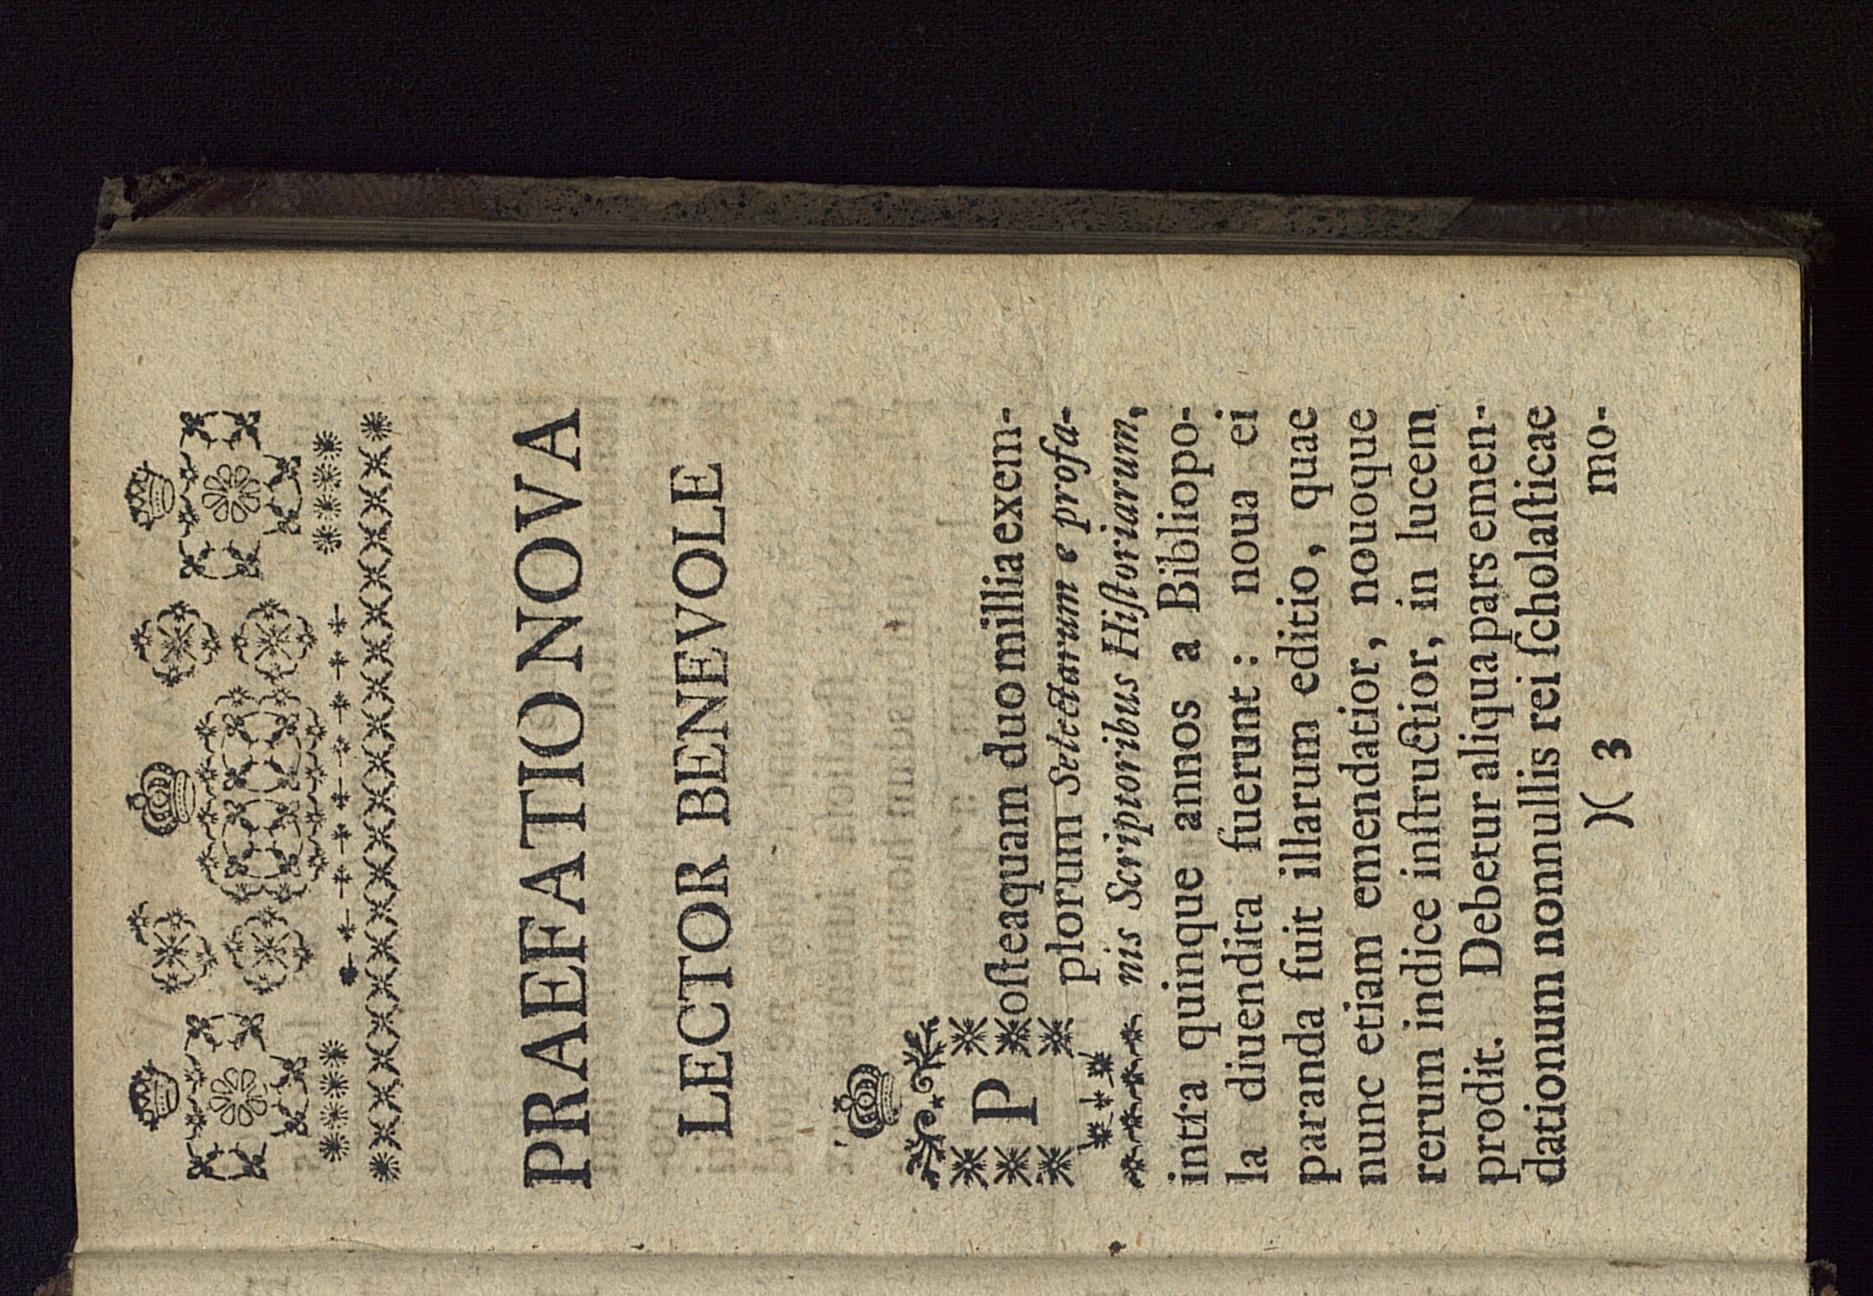 PRAEFATIO NOVA
LECTOR BENEVOLE
Poſteaquam duo millia exem-
plorum Selectarum e profa-
nis Scriptoribus Hiſtoriarum,
intra quinque annos a Bibliopo-
la diuendita fuerunt : noua ei
paranda fuit illarum editio, quae
nunc etiam emendatior, nouoque
rerum indice inſtructior, in lucem
prodit. Debetur aliqua pars emen-
dationum nonnullis rei ſcholaſticae
)( 3 mo-